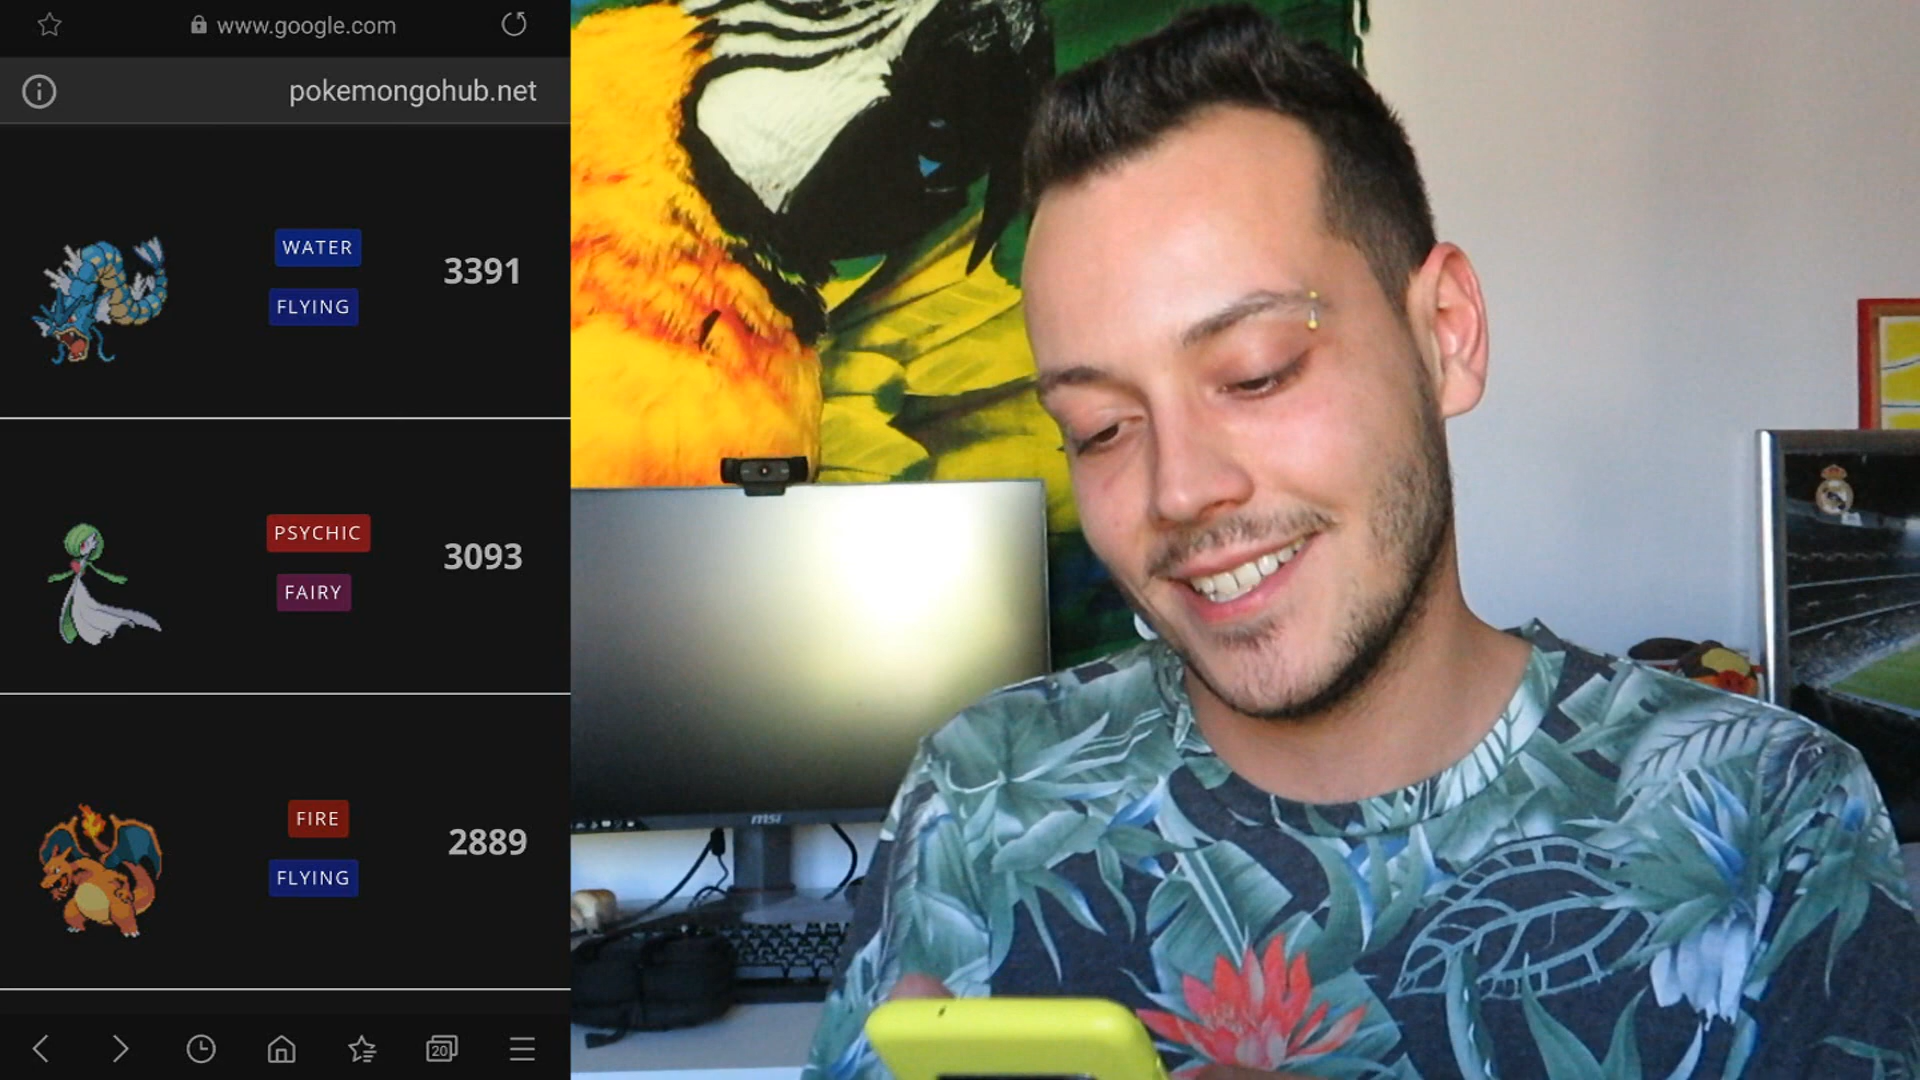 www.google.com
pokemongohub.net
WATER
FLYING
3391
PSYCHIC
FAIRY
3093
FIRE
FLYING
2889
20
msi